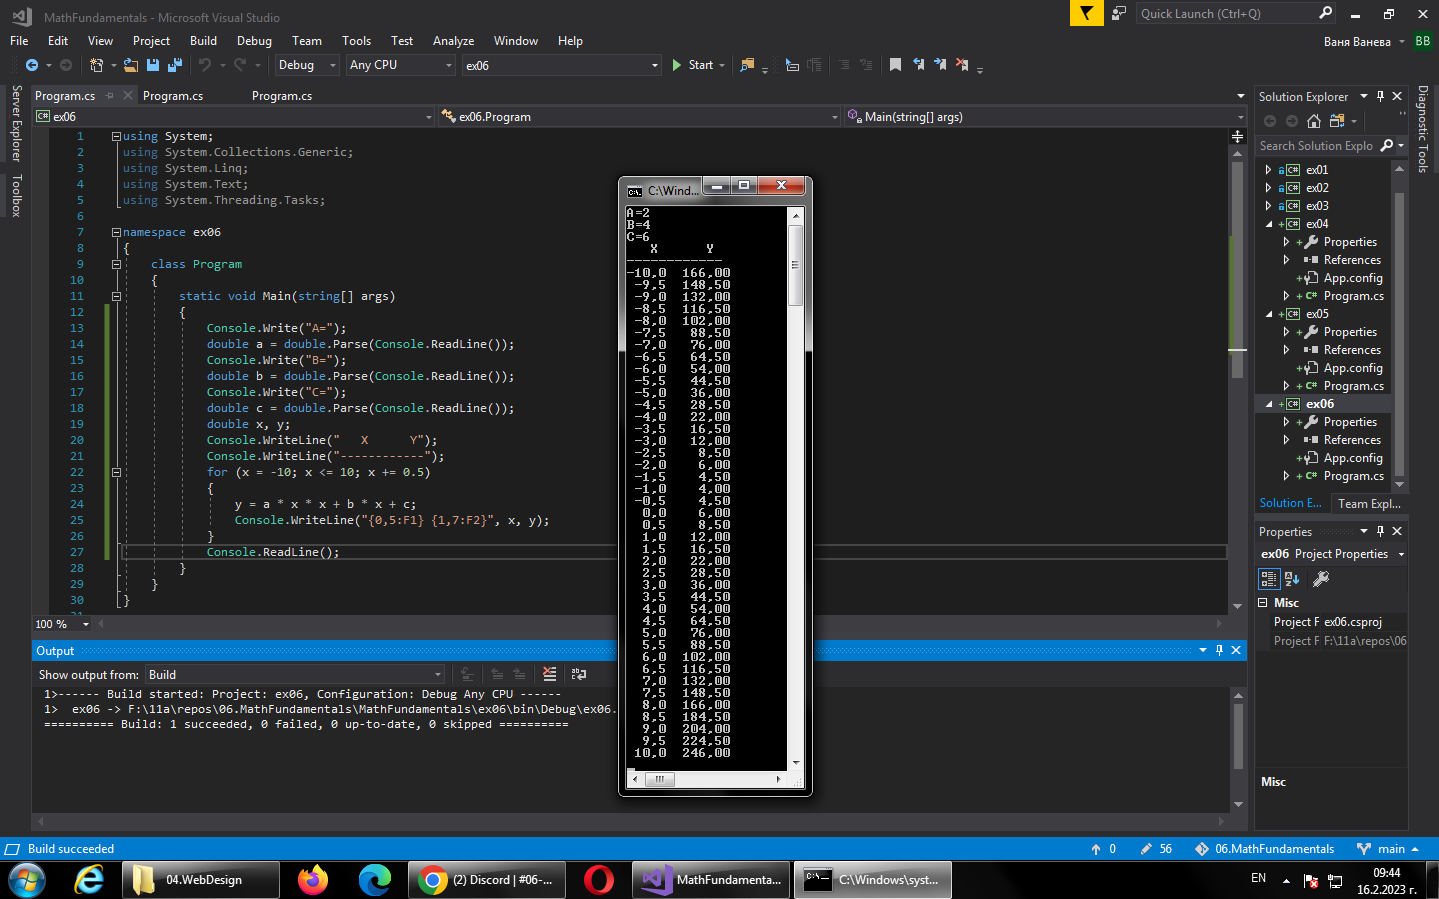 MathFundamentals - Microsoft Visual Studio
Quick Launch (Ctrl+Q)
File Edit View Project Build Debug Team Tools Test Analyze Window Help
Ваня Ванева BB
Debug Any CPU ex06 Start
Server Explorer
Toolbox
Program.cs Program.cs Program.cs
C# ex06 ex06.Program Main(string[] args)
1 using System;
2 using System.Collections.Generic;
3 using System.Linq;
4 using System.Text;
5 using System.Threading.Tasks;
6
7 namespace ex06
8 {
9 class Program
10 {
11 static void Main(string[] args)
12 {
13 Console.Write("A=");
14 double a = double.Parse(Console.ReadLine());
15 Console.Write("B=");
16 double b = double.Parse(Console.ReadLine());
17 Console.Write("C=");
18 double c = double.Parse(Console.ReadLine());
19 double x, y;
20 Console.WriteLine("   X      Y");
21 Console.WriteLine("------------");
22 for (x = -10; x <= 10; x += 0.5)
23 {
24 y = a * x * x + b * x + c;
25 Console.WriteLine("{0,5:F1} {1,7:F2}", x, y);
26 }
27 Console.ReadLine();
28 }
29 }
30 }
31
100 %
C:\Wind...
A=2
B=4
C=6
X Y
------------
-10,0 166,00
-9,5 148,50
-9,0 132,00
-8,5 116,50
-8,0 102,00
-7,5 88,50
-7,0 76,00
-6,5 64,50
-6,0 54,00
-5,5 44,50
-5,0 36,00
-4,5 28,50
-4,0 22,00
-3,5 16,50
-3,0 12,00
-2,5 8,50
-2,0 6,00
-1,5 4,50
-1,0 4,00
-0,5 4,50
0,0 6,00
0,5 8,50
1,0 12,00
1,5 16,50
2,0 22,00
2,5 28,50
3,0 36,00
3,5 44,50
4,0 54,00
4,5 64,50
5,0 76,00
5,5 88,50
6,0 102,00
6,5 116,50
7,0 132,00
7,5 148,50
8,0 166,00
8,5 184,50
9,0 204,00
9,5 224,50
10,0 246,00
Solution Explorer
Search Solution Explo
C# ex01
C# ex02
C# ex03
C# ex04
Properties
References
App.config
C# Program.cs
C# ex05
Properties
References
App.config
C# Program.cs
C# ex06
Properties
References
App.config
C# Program.cs
Solution E... Team Expl...
Diagnostic Tools
Properties
ex06 Project Properties
Misc
Project F ex06.csproj
Project F F:\11a\repos\06
Misc
Output
Show output from: Build
1>------ Build started: Project: ex06, Configuration: Debug Any CPU ------
1>  ex06 -> F:\11a\repos\06.MathFundamentals\MathFundamentals\ex06\bin\Debug\ex06.
========== Build: 1 succeeded, 0 failed, 0 up-to-date, 0 skipped ==========
Build succeeded
0 56 06.MathFundamentals main
04.WebDesign
(2) Discord | #06-...
MathFundamenta...
C:\Windows\syst...
EN
09:44
16.2.2023 г.